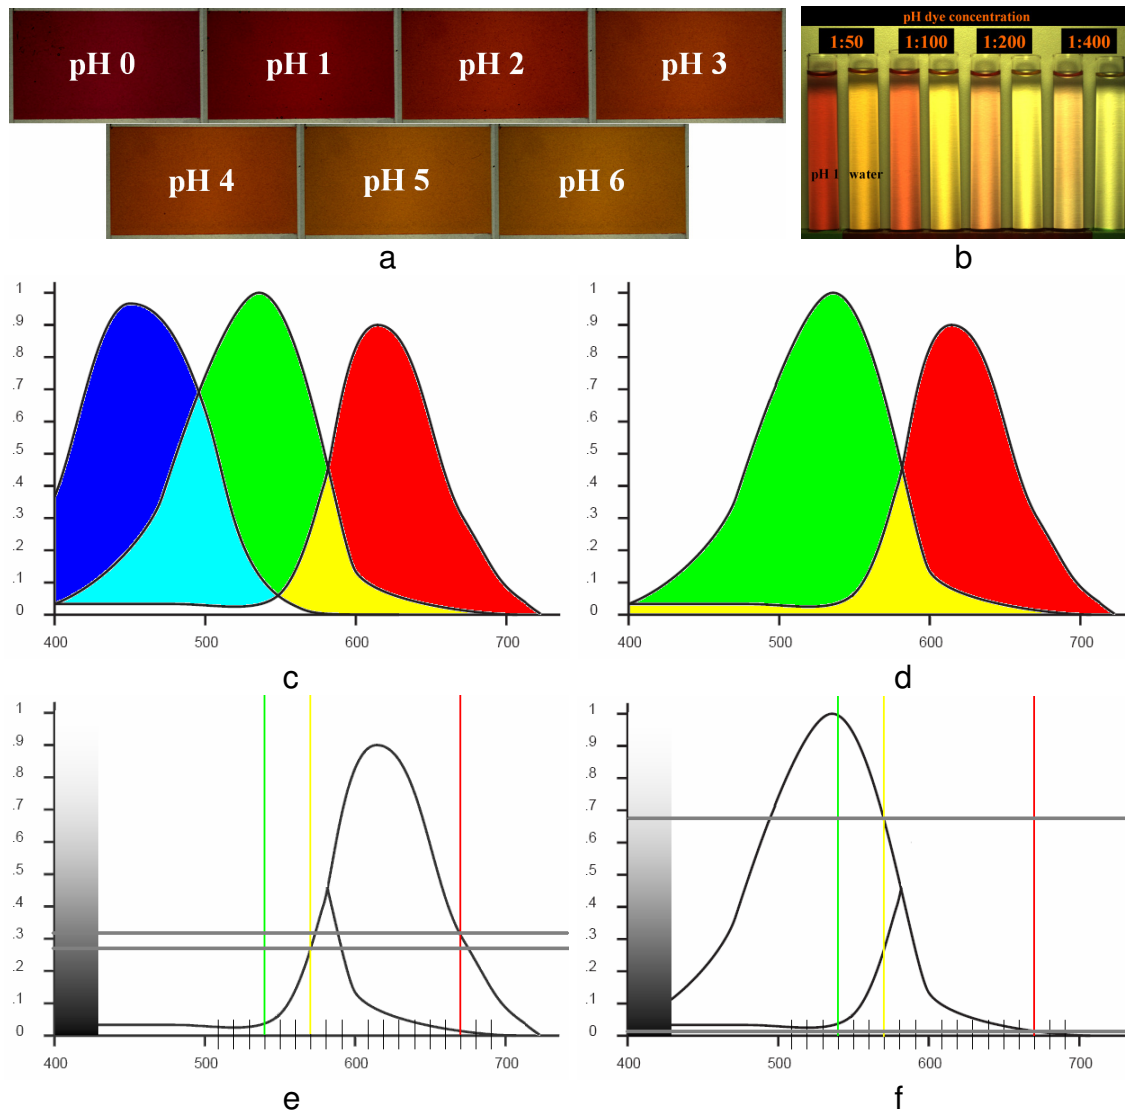 pH 0 pH 1 pH 2 pH 3
pH 4 pH 5 pH 6
a
pH dye concentration
1:50 1:100 1:200 1:400
pH 1 water
b
1
.9
.8
.7
.6
.5
.4
.3
.2
.1
0
400 500 600 700
c
1
.9
.8
.7
.6
.5
.4
.3
.2
.1
0
400 500 600 700
d
1
.9
.8
.7
.6
.5
.4
.3
.2
.1
0
400 500 600 700
e
1
.9
.8
.7
.6
.5
.4
.3
.2
.1
0
400 500 600 700
f